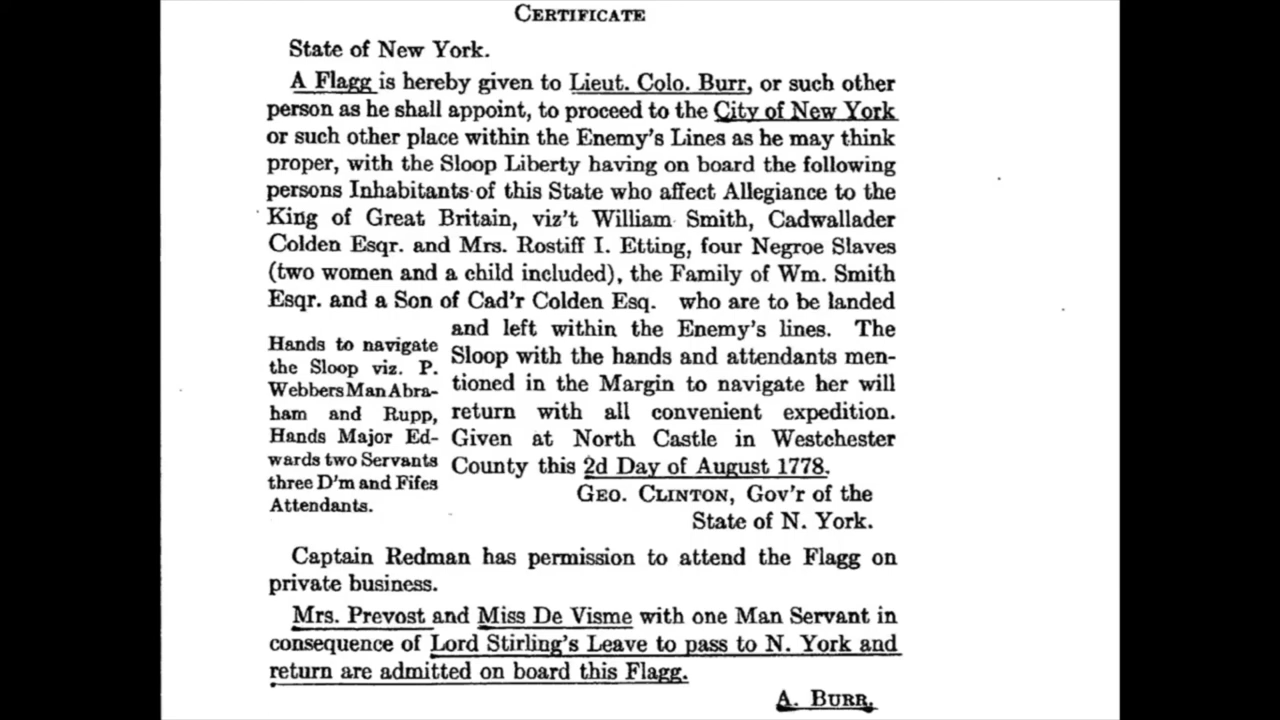 CERTIFICATE
State of New York.
A Flagg is hereby given to Lieut. Colo. Burr, or such other
person as he shall appoint, to proceed to the City of New York
or such other place within the Enemy's Lines as he may think
proper, with the Sloop Liberty having on board the following
persons Inhabitants of this State who affect Allegiance to the
King of Great Britain, viz't William Smith, Cadwallader
Colden Esqr. and Mrs. Rostiff I. Etting, four Negroe Slaves
(two women and a child included), the Family of Wm. Smith
Esqr. and a Son of Cad'r Colden Esq. who are to be landed
and left within the Enemy's lines. The
Sloop with the hands and attendants men-
tioned in the Margin to navigate her will
return with all convenient expedition.
Given at North Castle in Westchester
County this 2d Day of August 1778.
Hands to navigate
the Sloop viz. P.
Webbers Man Abra-
ham and Rupp,
Hands Major Ed-
wards two Servants
three D'm and Fifes
Attendants.
GEO. CLINTON, Gov'r of the
State of N. York.
Captain Redman has permission to attend the Flagg on
private business.
Mrs. Prevost and Miss De Visme with one Man Servant in
consequence of Lord Stirling's Leave to pass to N. York and
return are admitted on board this Flagg.
A. BURR.